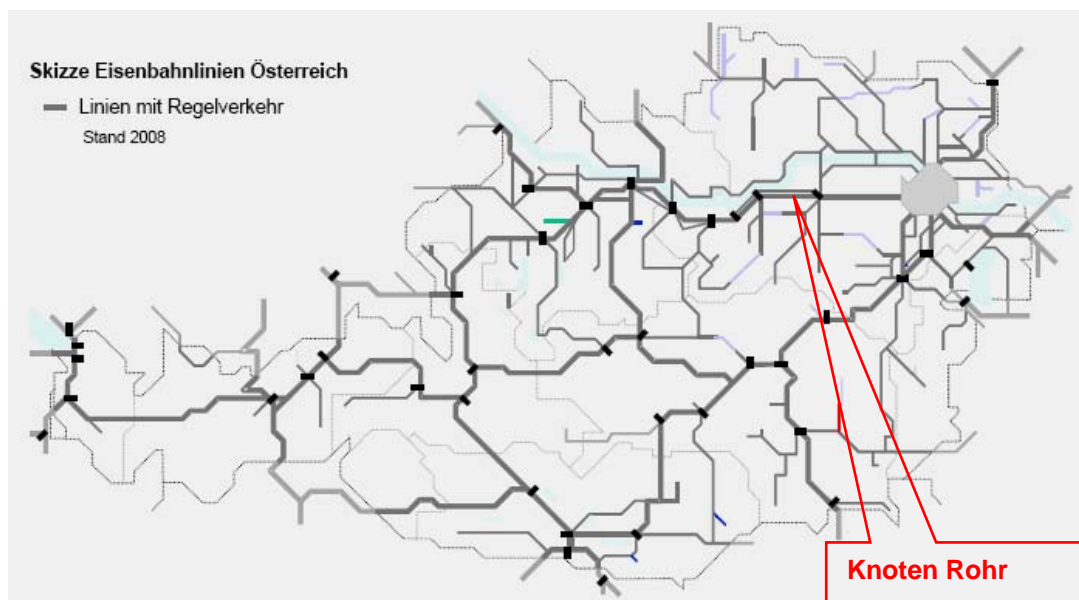 Skizze Eisenbahnlinien Österreich
Linien mit Regelverkehr
Stand 2008
Knoten Rohr